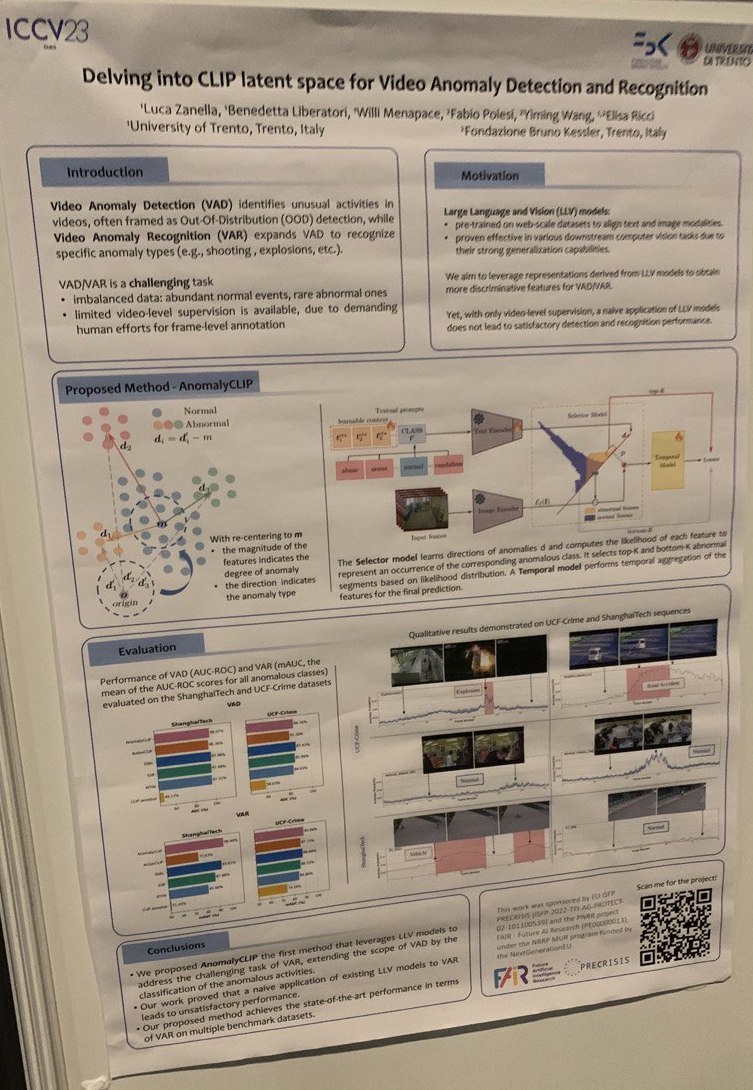 ICCV23
FBK
UNIVERSITÀ
DI TRENTO
Delving into CLIP latent space for Video Anomaly Detection and Recognition
¹Luca Zanella, ¹Benedetta Liberatori, ¹Willi Menapace, ²Fabio Poiesi, ²Yiming Wang, ¹,²Elisa Ricci
¹University of Trento, Trento, Italy
²Fondazione Bruno Kessler, Trento, Italy
Introduction
Video Anomaly Detection (VAD) identifies unusual activities in
videos, often framed as Out-Of-Distribution (OOD) detection, while
Video Anomaly Recognition (VAR) expands VAD to recognize
specific anomaly types (e.g., shooting , explosions, etc.).
VAD/VAR is a challenging task
• imbalanced data: abundant normal events, rare abnormal ones
• limited video-level supervision is available, due to demanding
human efforts for frame-level annotation
Motivation
Large Language and Vision (LLV) models:
• pre-trained on web-scale datasets to align text and image modalities.
• proven effective in various downstream computer vision tasks due to
their strong generalization capabilities.
We aim to leverage representations derived from LLV models to obtain
more discriminative features for VAD/VAR.
Yet, with only video-level supervision, a naive application of LLV models
does not lead to satisfactory detection and recognition performance.
Proposed Method - AnomalyCLIP
Normal
Abnormal
dᵢ = d'ᵢ − m
d₂
d₃
m
d₁
d'₁ d'₂ d'₃
origin
With re-centering to m
• the magnitude of the
features indicates the
degree of anomaly
• the direction indicates
the anomaly type
Textual prompts
learnable context
CLASS
abuse
arrest
normal
vandalism
Text Encoder
Image Encoder
Input frames
Selector Model
top-K
Temporal
Model
abnormal frames
normal frames
bottom-K
The Selector model learns directions of anomalies d and computes the likelihood of each feature to
represent an occurrence of the corresponding anomalous class. It selects top-K and bottom-K abnormal
segments based on likelihood distribution. A Temporal model performs temporal aggregation of the
features for the final prediction.
Evaluation
Performance of VAD (AUC-ROC) and VAR (mAUC, the
mean of the AUC-ROC scores for all anomalous classes)
evaluated on the ShanghaiTech and UCF-Crime datasets
VAD
ShanghaiTech
UCF-Crime
AnomalyCLIP
ActionCLIP
AUC (%)
AUC (%)
VAR
ShanghaiTech
UCF-Crime
AnomalyCLIP
ActionCLIP
mAUC (%)
mAUC (%)
Qualitative results demonstrated on UCF-Crime and ShanghaiTech sequences
UCF-Crime
Explosion
Road Accident
Normal
Normal
ShanghaiTech
Vehicle
Normal
Conclusions
• We proposed AnomalyCLIP the first method that leverages LLV models to
address the challenging task of VAR, extending the scope of VAD by the
classification of the anomalous activities.
• Our work proved that a naive application of existing LLV models to VAR
leads to unsatisfactory performance.
• Our proposed method achieves the state-of-the-art performance in terms
of VAR on multiple benchmark datasets.
This work was sponsored by EU ISFP
PRECRISIS (ISFP-2022-TFI-AG-PROTECT-
02-101100539) and the PNRR project
FAIR - Future AI Research (PE00000013),
under the NRRP MUR program funded by
the NextGenerationEU
FAIR
Future
Artificial
Intelligence
Research
PRECRISIS
Scan me for the project!